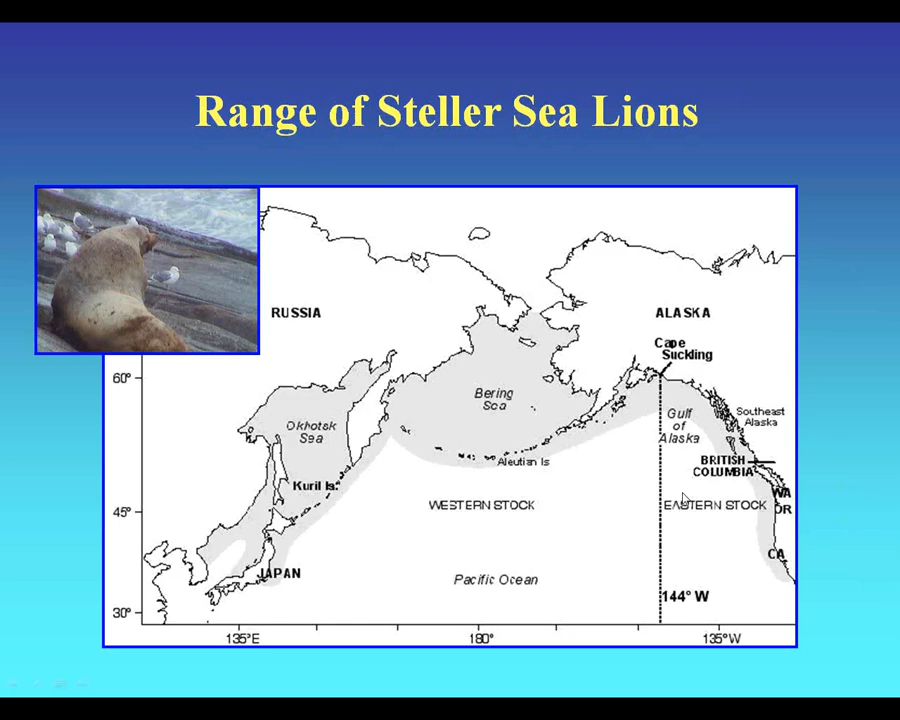 Range of Steller Sea Lions
RUSSIA
ALASKA
Cape
Suckling
60°
Bering
Sea
Okhotsk
Sea
Gulf
of
Alaska
Southeast
Alaska
Aleutian Is
BRITISH
COLUMBIA
Kuril Is.
WA
OR
45°
WESTERN STOCK
EASTERN STOCK
CA
JAPAN
Pacific Ocean
144° W
30°
135°E
180°
135°W